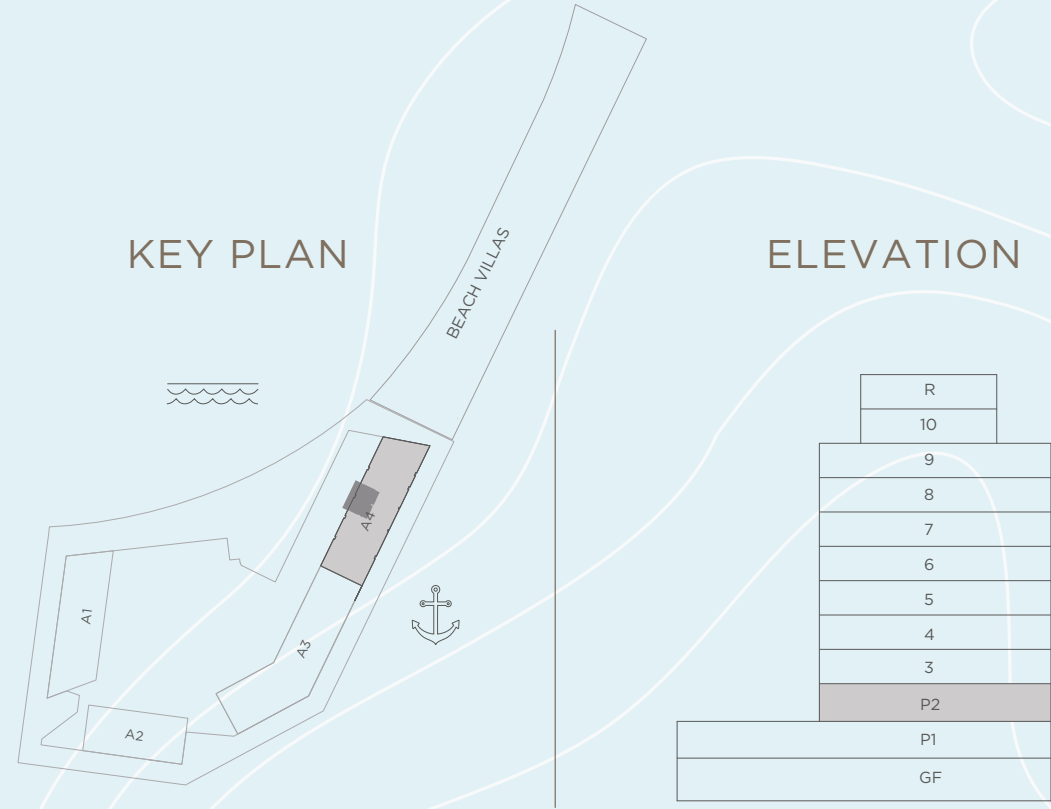 KEY PLAN
ELEVATION
BEACH VILLAS
A4
A1
A3
A2
R
10
9
8
7
6
5
4
3
P2
P1
GF